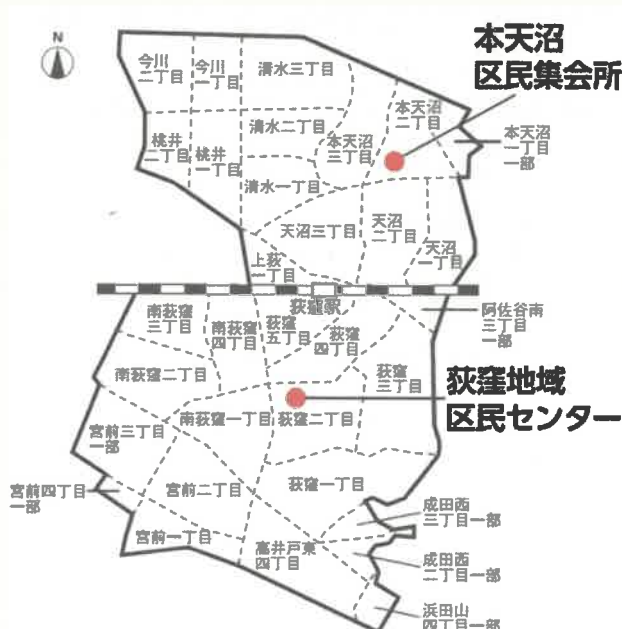 N
本天沼
区民集会所
今川
二丁目
今川
一丁目
清水三丁目
本天沼
二丁目
清水二丁目
本天沼
三丁目
本天沼
一丁目
一部
桃井
二丁目
桃井
一丁目
清水一丁目
天沼三丁目
天沼
二丁目
天沼
一丁目
上荻
一丁目
荻窪駅
南荻窪
三丁目
南荻窪
四丁目
荻窪
五丁目
荻窪
四丁目
阿佐谷南
三丁目
一部
南荻窪二丁目
荻窪
三丁目
荻窪地域
区民センター
南荻窪一丁目
荻窪二丁目
宮前三丁目
一部
宮前四丁目
一部
宮前二丁目
荻窪一丁目
成田西
三丁目一部
宮前一丁目
高井戸東
四丁目
成田西
二丁目一部
浜田山
四丁目一部